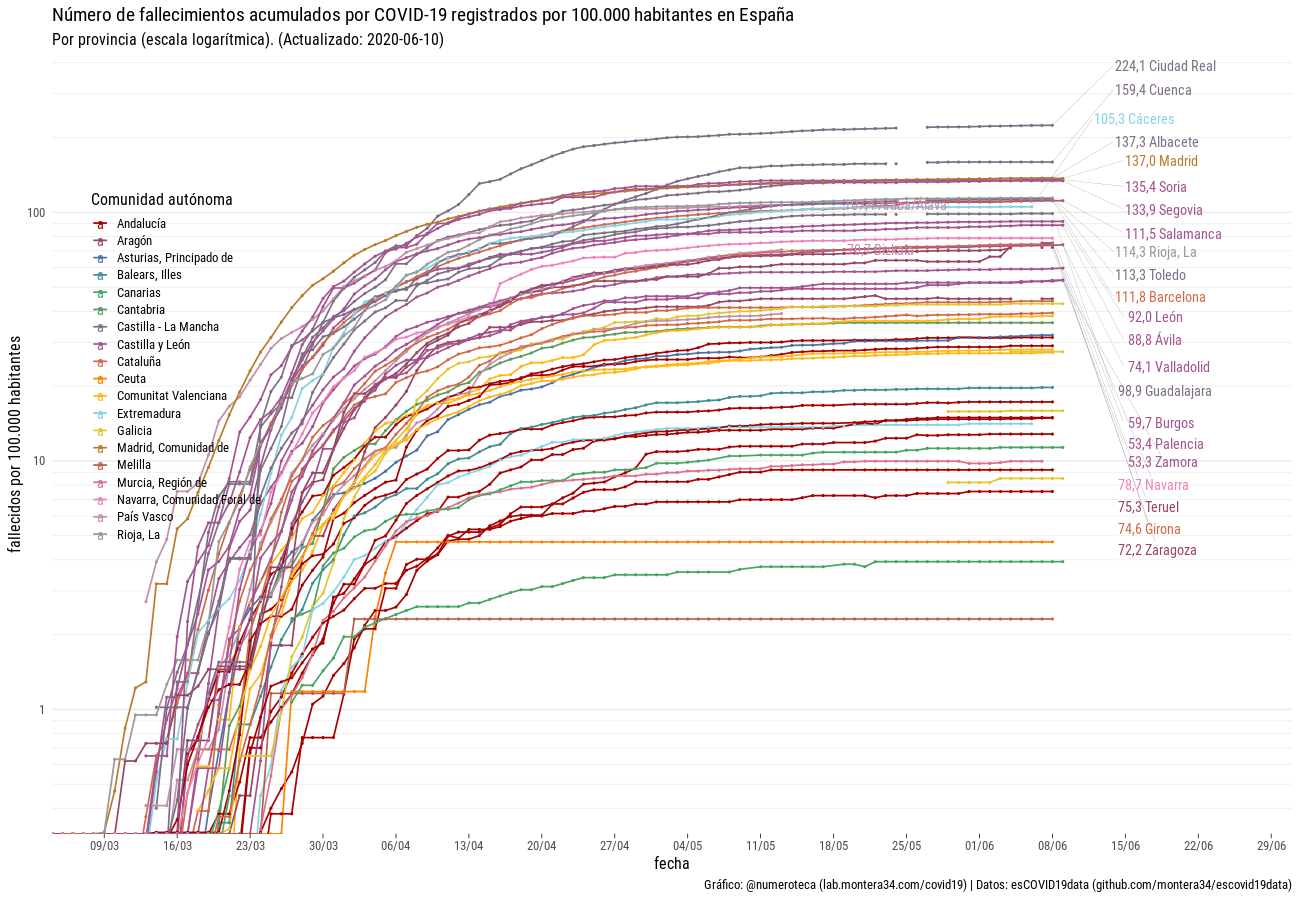 Número de fallecimientos acumulados por COVID-19 registrados por 100.000 habitantes en España
Por provincia (escala logarítmica). (Actualizado: 2020-06-10)
fallecidos por 100.000 habitantes
100
10
1
Comunidad autónoma
Andalucía
Aragón
Asturias, Principado de
Balears, Illes
Canarias
Cantabria
Castilla - La Mancha
Castilla y León
Cataluña
Ceuta
Comunitat Valenciana
Extremadura
Galicia
Madrid, Comunidad de
Melilla
Murcia, Región de
Navarra, Comunidad Foral de
País Vasco
Rioja, La
224,1 Ciudad Real
159,4 Cuenca
105,3 Cáceres
137,3 Albacete
137,0 Madrid
135,4 Soria
133,9 Segovia
111,5 Salamanca
114,3 Rioja, La
113,3 Toledo
111,8 Barcelona
92,0 León
88,8 Ávila
74,1 Valladolid
98,9 Guadalajara
59,7 Burgos
53,4 Palencia
53,3 Zamora
78,7 Navarra
75,3 Teruel
74,6 Girona
72,2 Zaragoza
09/03
16/03
23/03
30/03
06/04
13/04
20/04
27/04
04/05
11/05
18/05
25/05
01/06
08/06
15/06
22/06
29/06
fecha
Gráfico: @numeroteca (lab.montera34.com/covid19) | Datos: esCOVID19data (github.com/montera34/escovid19data)